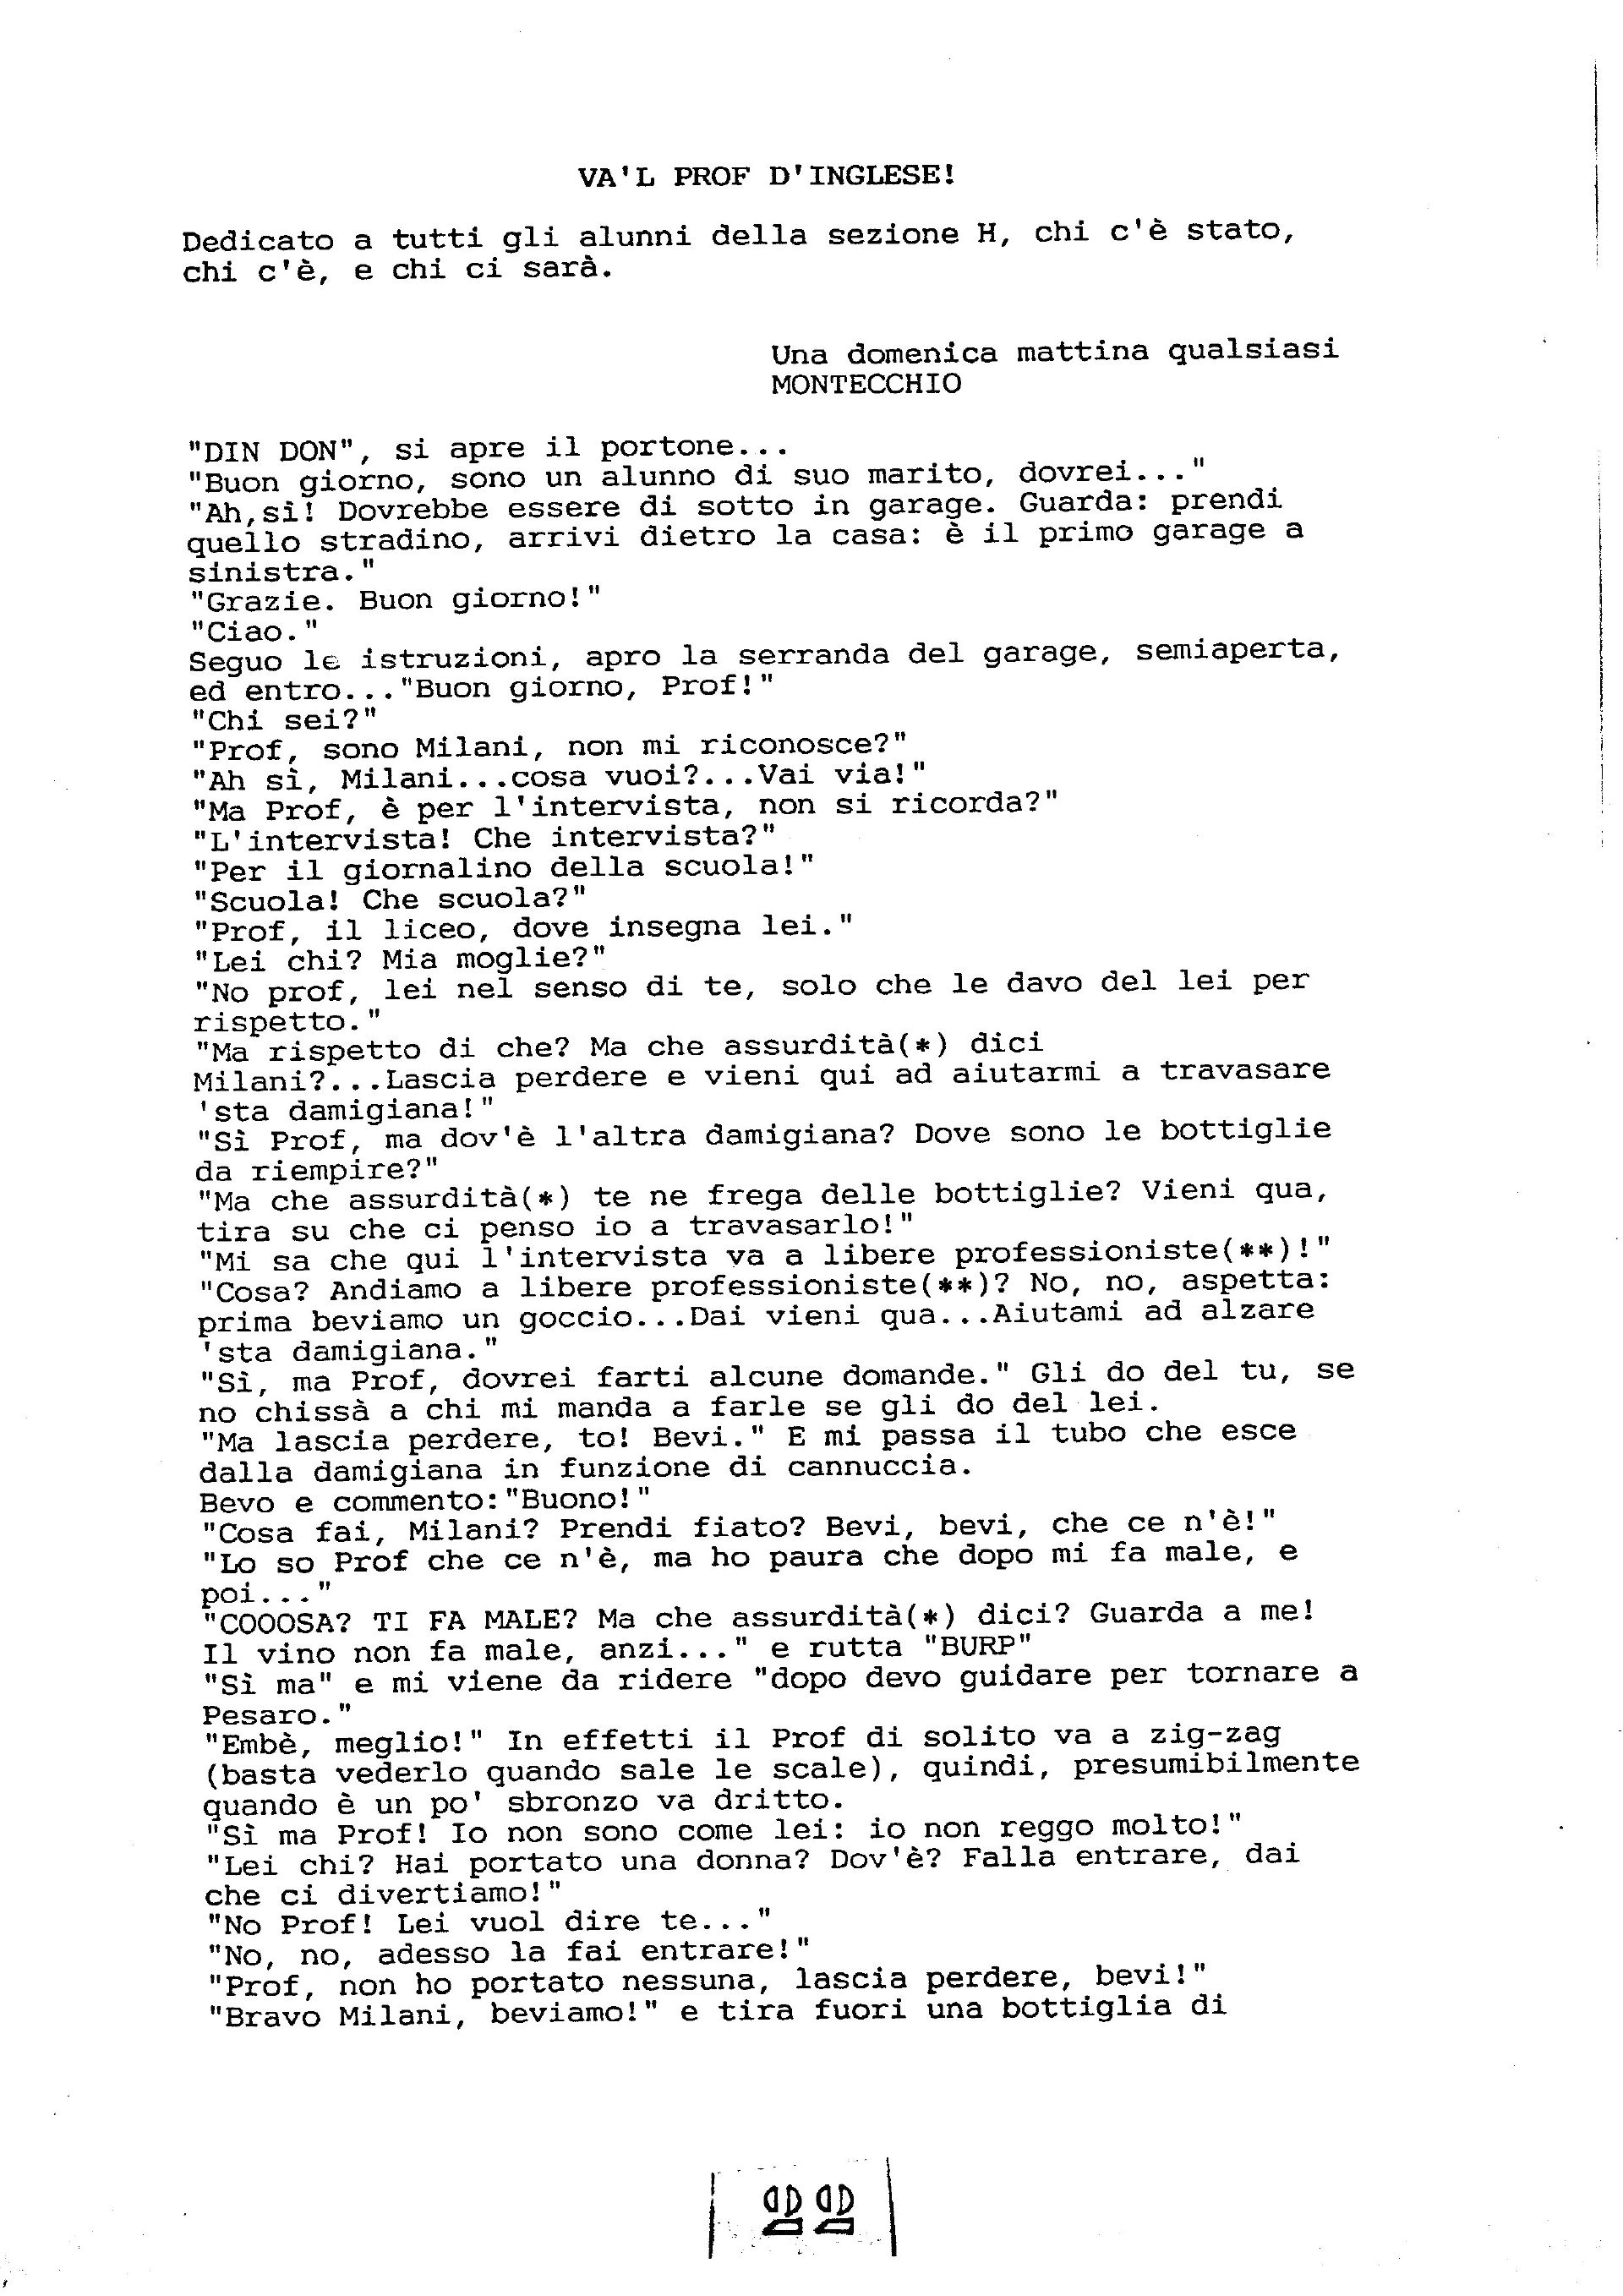 VA'L PROF D'INGLESE!
Dedicato a tutti gli alunni della sezione H, chi c'è stato,
chi c'è, e chi ci sarà.
Una domenica mattina qualsiasi
MONTECCHIO
"DIN DON", si apre il portone...
"Buon giorno, sono un alunno di suo marito, dovrei..."
"Ah,sì! Dovrebbe essere di sotto in garage. Guarda: prendi
quello stradino, arrivi dietro la casa: è il primo garage a
sinistra."
"Grazie. Buon giorno!"
"Ciao."
Seguo le istruzioni, apro la serranda del garage, semiaperta,
ed entro..."Buon giorno, Prof!"
"Chi sei?"
"Prof, sono Milani, non mi riconosce?"
"Ah sì, Milani...cosa vuoi?...Vai via!"
"Ma Prof, è per l'intervista, non si ricorda?"
"L'intervista! Che intervista?"
"Per il giornalino della scuola!"
"Scuola! Che scuola?"
"Prof, il liceo, dove insegna lei."
"Lei chi? Mia moglie?"
"No prof, lei nel senso di te, solo che le davo del lei per
rispetto."
"Ma rispetto di che? Ma che assurdità(*) dici
Milani?...Lascia perdere e vieni qui ad aiutarmi a travasare
'sta damigiana!"
"Sì Prof, ma dov'è l'altra damigiana? Dove sono le bottiglie
da riempire?"
"Ma che assurdità(*) te ne frega delle bottiglie? Vieni qua,
tira su che ci penso io a travasarlo!"
"Mi sa che qui l'intervista va a libere professioniste(**)!"
"Cosa? Andiamo a libere professioniste(**)? No, no, aspetta:
prima beviamo un goccio...Dai vieni qua...Aiutami ad alzare
'sta damigiana."
"Sì, ma Prof, dovrei farti alcune domande." Gli do del tu, se
no chissà a chi mi manda a farle se gli do del lei.
"Ma lascia perdere, to! Bevi." E mi passa il tubo che esce
dalla damigiana in funzione di cannuccia.
Bevo e commento:"Buono!"
"Cosa fai, Milani? Prendi fiato? Bevi, bevi, che ce n'è!"
"Lo so Prof che ce n'è, ma ho paura che dopo mi fa male, e
poi..."
"COOOSA? TI FA MALE? Ma che assurdità(*) dici? Guarda a me!
Il vino non fa male, anzi..." e rutta "BURP"
"Sì ma" e mi viene da ridere "dopo devo guidare per tornare a
Pesaro."
"Embè, meglio!" In effetti il Prof di solito va a zig-zag
(basta vederlo quando sale le scale), quindi, presumibilmente
quando è un po' sbronzo va dritto.
"Sì ma Prof! Io non sono come lei: io non reggo molto!"
"Lei chi? Hai portato una donna? Dov'è? Falla entrare, dai
che ci divertiamo!"
"No Prof! Lei vuol dire te..."
"No, no, adesso la fai entrare!"
"Prof, non ho portato nessuna, lascia perdere, bevi!"
"Bravo Milani, beviamo!" e tira fuori una bottiglia di